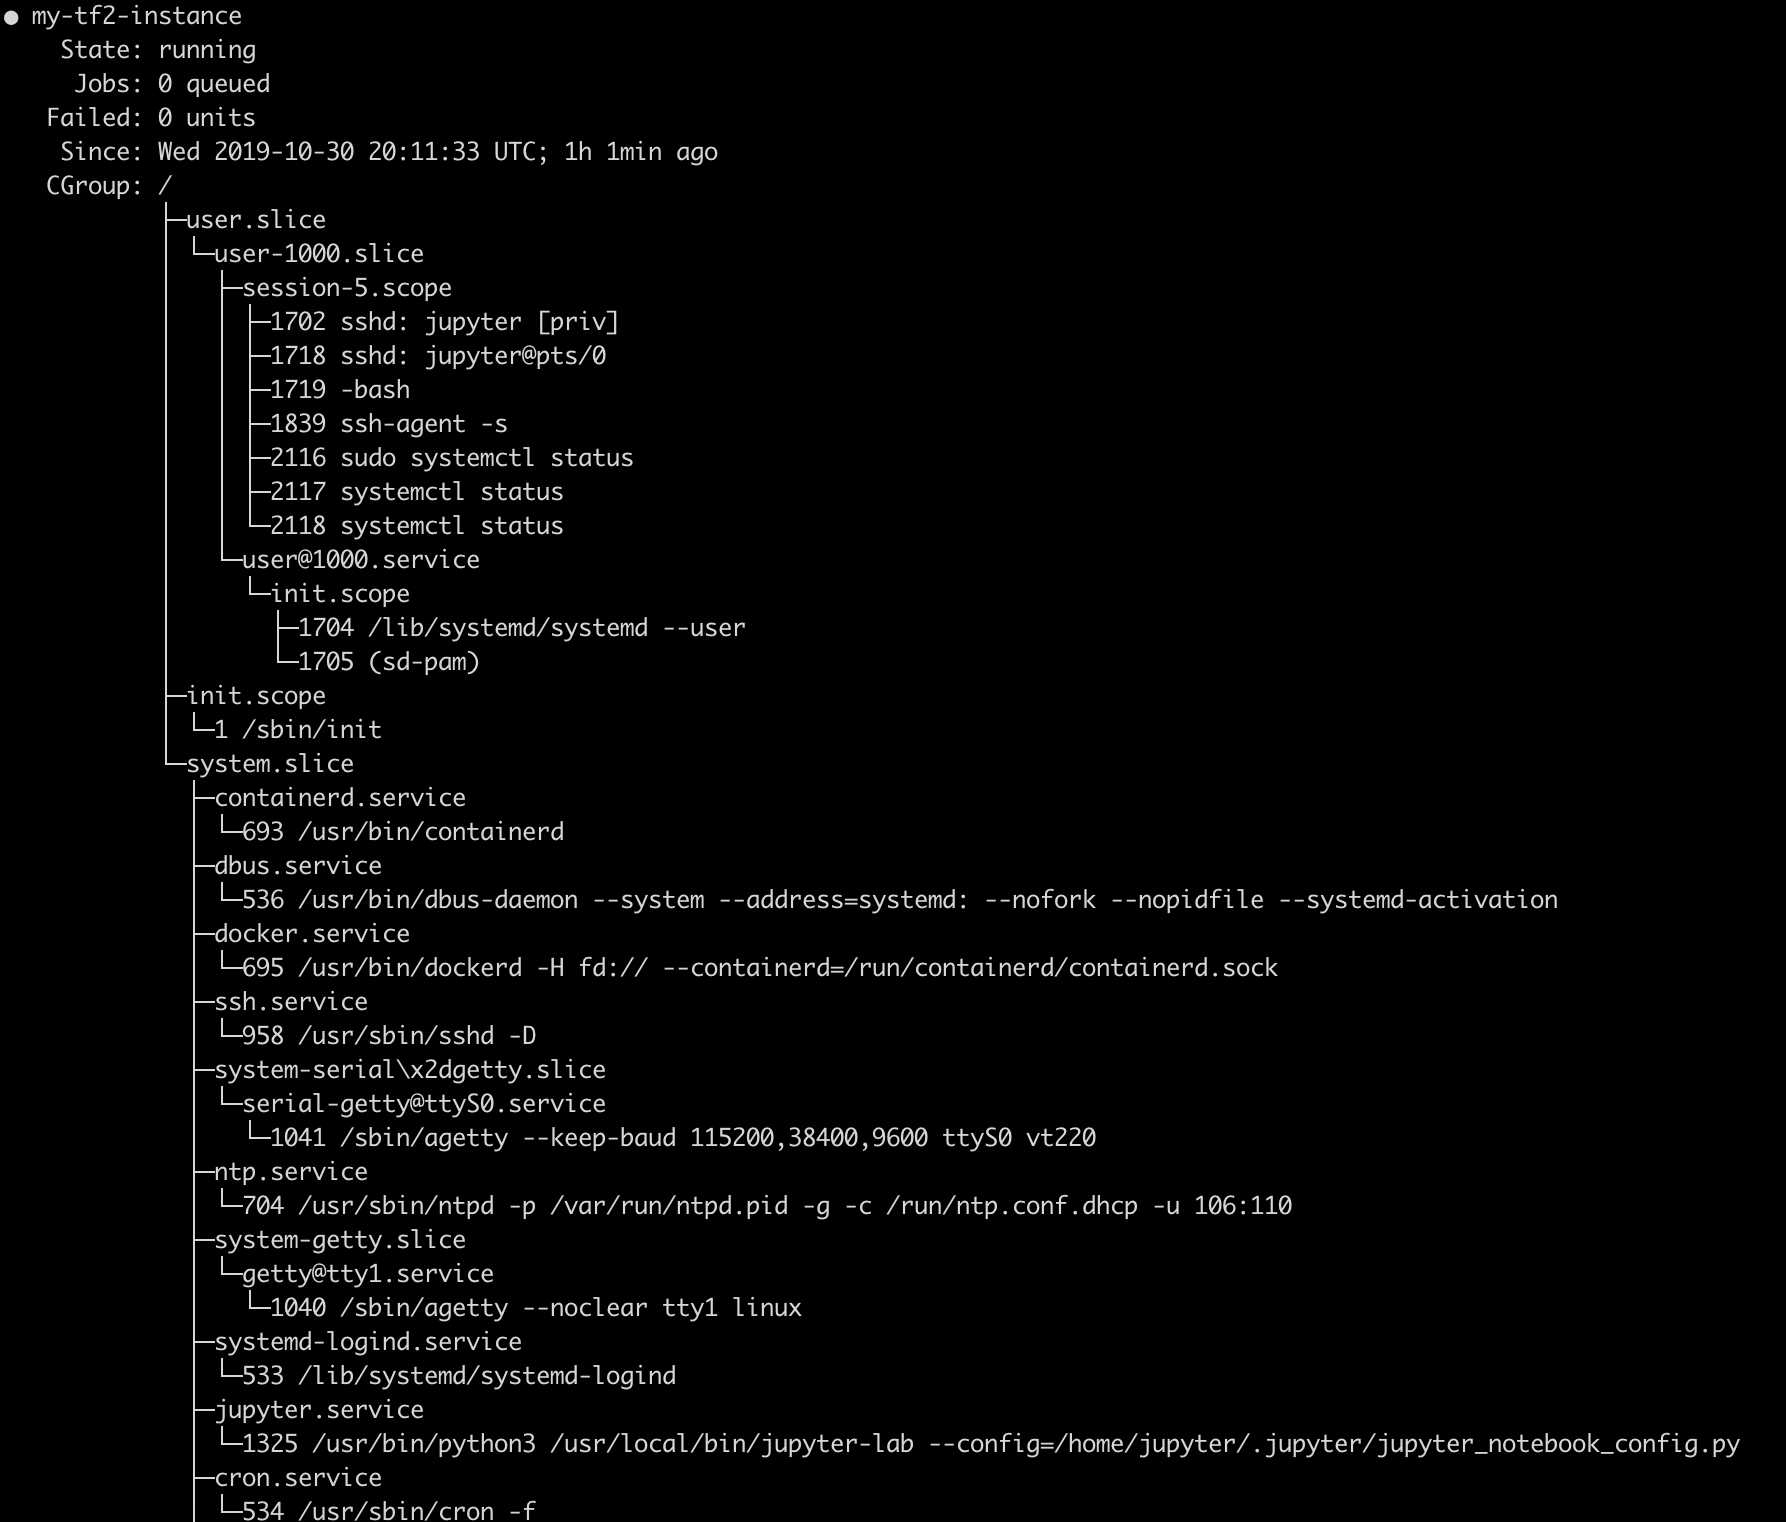 ● my-tf2-instance
    State: running
     Jobs: 0 queued
   Failed: 0 units
    Since: Wed 2019-10-30 20:11:33 UTC; 1h 1min ago
   CGroup: /
           ├─user.slice
           │ └─user-1000.slice
           │   ├─session-5.scope
           │   │ ├─1702 sshd: jupyter [priv]
           │   │ ├─1718 sshd: jupyter@pts/0
           │   │ ├─1719 -bash
           │   │ ├─1839 ssh-agent -s
           │   │ ├─2116 sudo systemctl status
           │   │ ├─2117 systemctl status
           │   │ └─2118 systemctl status
           │   └─user@1000.service
           │     └─init.scope
           │       ├─1704 /lib/systemd/systemd --user
           │       └─1705 (sd-pam)
           ├─init.scope
           │ └─1 /sbin/init
           └─system.slice
             ├─containerd.service
             │ └─693 /usr/bin/containerd
             ├─dbus.service
             │ └─536 /usr/bin/dbus-daemon --system --address=systemd: --nofork --nopidfile --systemd-activation
             ├─docker.service
             │ └─695 /usr/bin/dockerd -H fd:// --containerd=/run/containerd/containerd.sock
             ├─ssh.service
             │ └─958 /usr/sbin/sshd -D
             ├─system-serial\x2dgetty.slice
             │ └─serial-getty@ttyS0.service
             │   └─1041 /sbin/agetty --keep-baud 115200,38400,9600 ttyS0 vt220
             ├─ntp.service
             │ └─704 /usr/sbin/ntpd -p /var/run/ntpd.pid -g -c /run/ntp.conf.dhcp -u 106:110
             ├─system-getty.slice
             │ └─getty@tty1.service
             │   └─1040 /sbin/agetty --noclear tty1 linux
             ├─systemd-logind.service
             │ └─533 /lib/systemd/systemd-logind
             ├─jupyter.service
             │ └─1325 /usr/bin/python3 /usr/local/bin/jupyter-lab --config=/home/jupyter/.jupyter/jupyter_notebook_config.py
             ├─cron.service
             │ └─534 /usr/sbin/cron -f